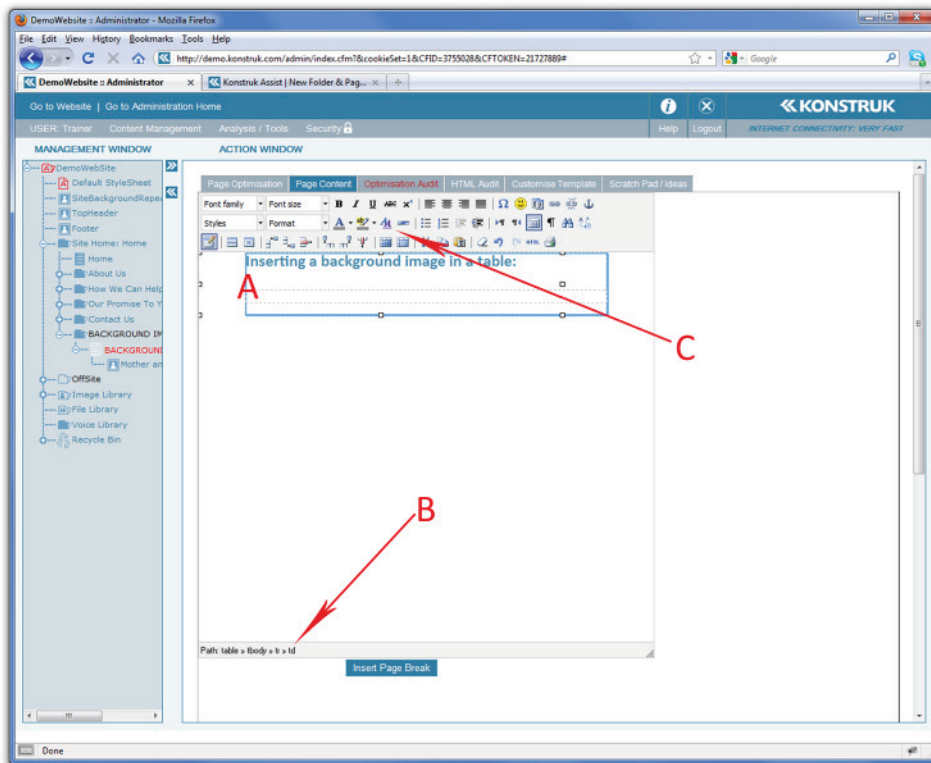 DemoWebsite :: Administrator - Mozilla Firefox
File Edit View History Bookmarks Tools Help
http://demo.konstruk.com/admin/index.cfm?&cookieSet=1&CFID=3755028&CFTOKEN=21727889#
Google
DemoWebsite :: Administrator
Konstruk Assist | New Folder & Pag...
Go to Website | Go to Administration Home
KONSTRUK
USER: Trainer Content Management Analysis / Tools Security
Help Logout INTERNET CONNECTIVITY: VERY FAST
MANAGEMENT WINDOW ACTION WINDOW
DemoWebSite
Default StyleSheet
SiteBackgroundRepea
TopHeader
Footer
Site Home: Home
Home
About Us
How We Can Help
Our Promise To Y
Contact Us
BACKGROUND IM
BACKGROUND
Mother an
OffSite
Image Library
File Library
Voice Library
Recycle Bin
Page Optimisation Page Content Optimisation Audit HTML Audit Customise Template Scratch Pad / Ideas
Font family Font size B I U ABC
Styles Format
HTML
Inserting a background image in a table:
A
C
B
Path: table » tbody » tr » td
Insert Page Break
Done